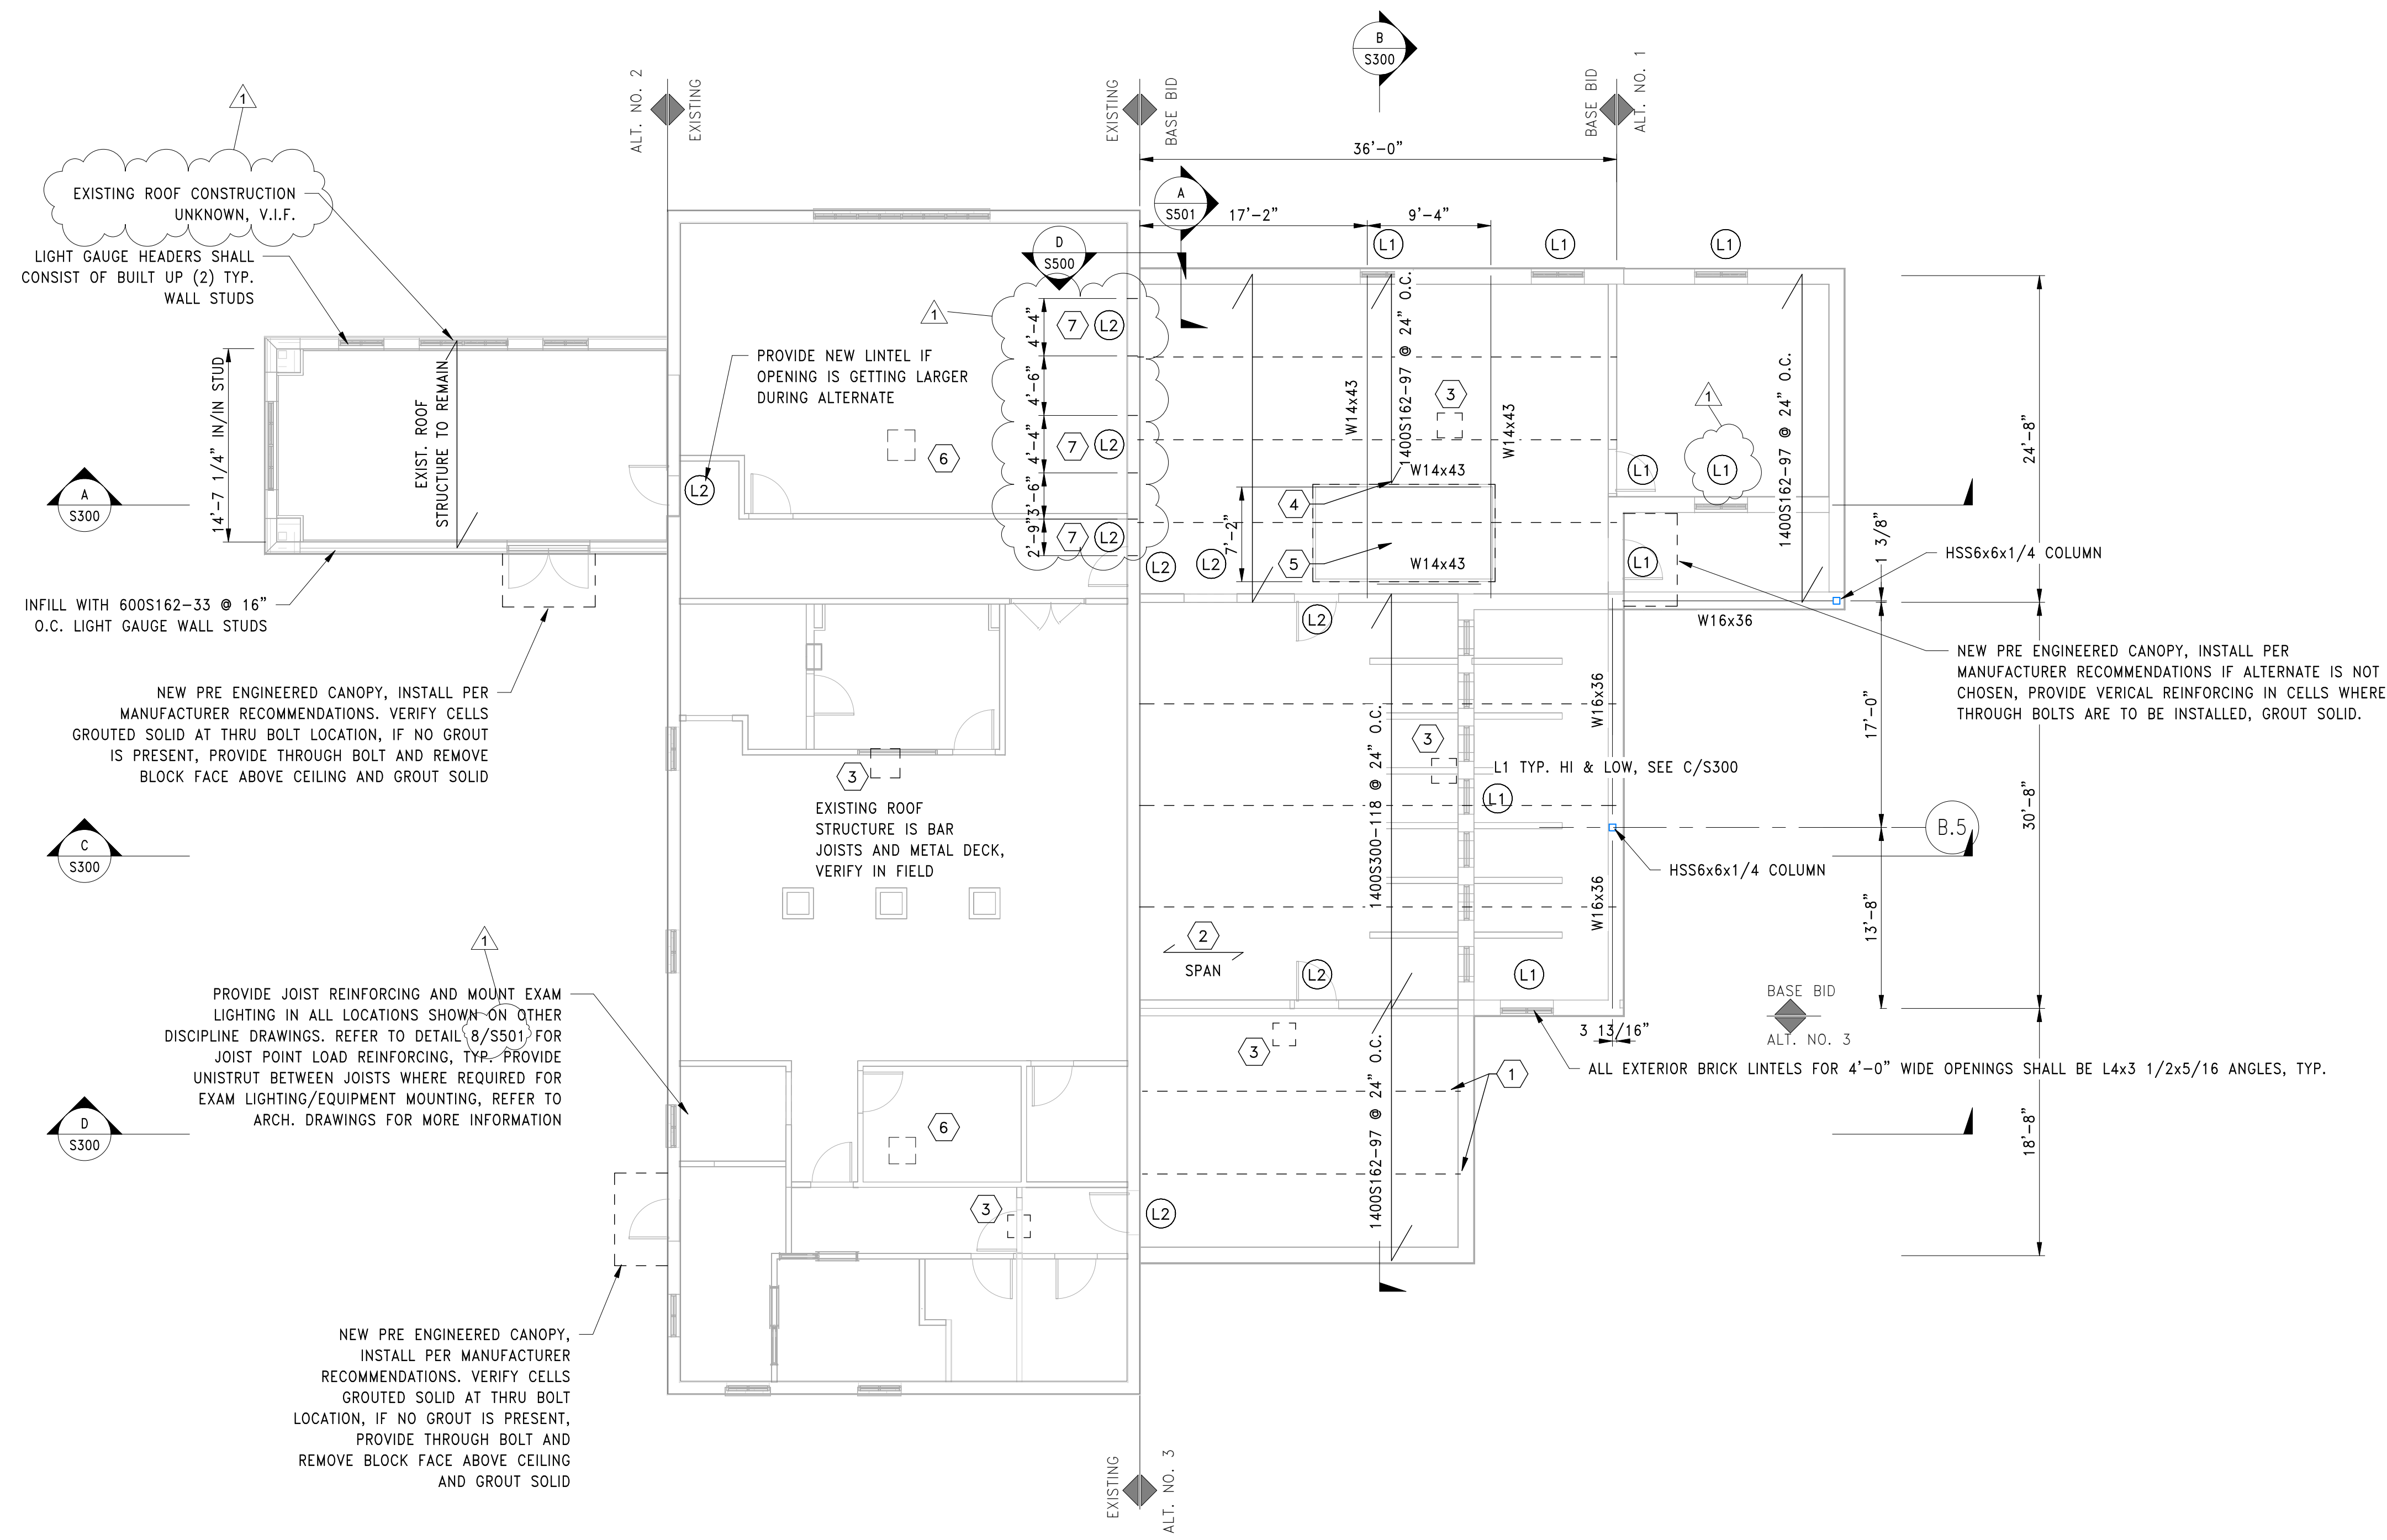 B
S300
ALT. NO. 2
EXISTING
EXISTING
BASE BID
BASE BID
ALT. NO. 1
1
36'-0"
EXISTING ROOF CONSTRUCTION
UNKNOWN, V.I.F.
A
S501
17'-2"
9'-4"
LIGHT GAUGE HEADERS SHALL
CONSIST OF BUILT UP (2) TYP.
WALL STUDS
D
S500
L1
L1
L1
1
4'-4"
7
L2
4'-6"
4'-4"
7
L2
3'-6"
2'-9"
7
L2
PROVIDE NEW LINTEL IF
OPENING IS GETTING LARGER
DURING ALTERNATE
14'-7 1/4" IN/IN STUD
EXIST. ROOF
STRUCTURE TO REMAIN
W14x43
1400S162-97 @ 24" O.C.
3
W14x43
1
1400S162-97 @ 24" O.C.
24'-8"
6
L2
W14x43
L1
L1
A
S300
4
7'-2"
5
W14x43
L2
L2
L1
1 3/8"
HSS6x6x1/4 COLUMN
INFILL WITH 600S162-33 @ 16"
O.C. LIGHT GAUGE WALL STUDS
L2
W16x36
NEW PRE ENGINEERED CANOPY, INSTALL PER
MANUFACTURER RECOMMENDATIONS IF ALTERNATE IS NOT
CHOSEN, PROVIDE VERICAL REINFORCING IN CELLS WHERE
THROUGH BOLTS ARE TO BE INSTALLED, GROUT SOLID.
NEW PRE ENGINEERED CANOPY, INSTALL PER
MANUFACTURER RECOMMENDATIONS. VERIFY CELLS
GROUTED SOLID AT THRU BOLT LOCATION, IF NO GROUT
IS PRESENT, PROVIDE THROUGH BOLT AND REMOVE
BLOCK FACE ABOVE CEILING AND GROUT SOLID
W16x36
17'-0"
3
3
L1 TYP. HI & LOW, SEE C/S300
L1
1400S300-118 @ 24" O.C.
30'-8"
EXISTING ROOF
STRUCTURE IS BAR
JOISTS AND METAL DECK,
VERIFY IN FIELD
B.5
C
S300
HSS6x6x1/4 COLUMN
W16x36
13'-8"
2
SPAN
L2
L1
1
PROVIDE JOIST REINFORCING AND MOUNT EXAM
LIGHTING IN ALL LOCATIONS SHOWN ON OTHER
DISCIPLINE DRAWINGS. REFER TO DETAIL 8/S501 FOR
JOIST POINT LOAD REINFORCING, TYP. PROVIDE
UNISTRUT BETWEEN JOISTS WHERE REQUIRED FOR
EXAM LIGHTING/EQUIPMENT MOUNTING, REFER TO
ARCH. DRAWINGS FOR MORE INFORMATION
BASE BID
ALT. NO. 3
3 13/16"
3
1
ALL EXTERIOR BRICK LINTELS FOR 4'-0" WIDE OPENINGS SHALL BE L4x3 1/2x5/16 ANGLES, TYP.
D
S300
6
1400S162-97 @ 24" O.C.
18'-8"
3
L2
NEW PRE ENGINEERED CANOPY,
INSTALL PER MANUFACTURER
RECOMMENDATIONS. VERIFY CELLS
GROUTED SOLID AT THRU BOLT
LOCATION, IF NO GROUT IS PRESENT,
PROVIDE THROUGH BOLT AND
REMOVE BLOCK FACE ABOVE CEILING
AND GROUT SOLID
EXISTING
ALT. NO. 3